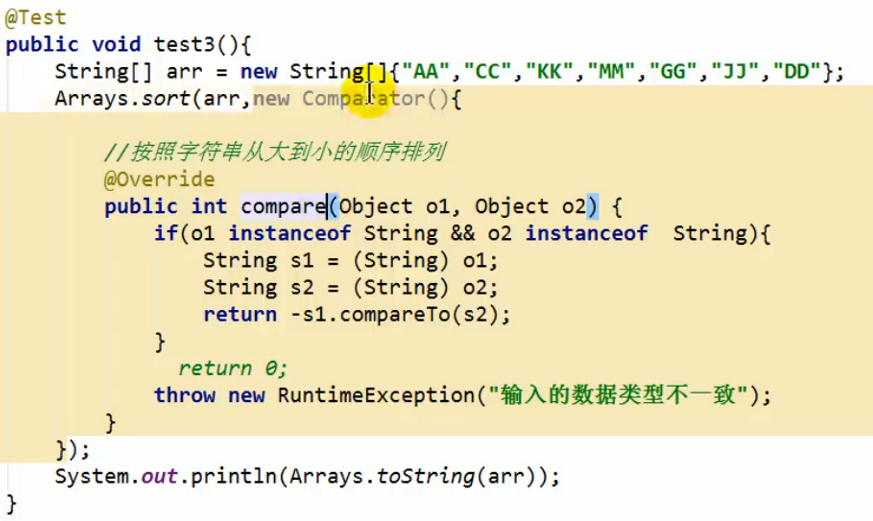 @Test
public void test3(){
    String[] arr = new String[]{"AA","CC","KK","MM","GG","JJ","DD"};
    Arrays.sort(arr,new Comparator(){
        //按照字符串从大到小的顺序排列
        @Override
        public int compare(Object o1, Object o2) {
            if(o1 instanceof String && o2 instanceof  String){
                String s1 = (String) o1;
                String s2 = (String) o2;
                return -s1.compareTo(s2);
            }
              return 0;
            throw new RuntimeException("输入的数据类型不一致");
        }
    });
    System.out.println(Arrays.toString(arr));
}